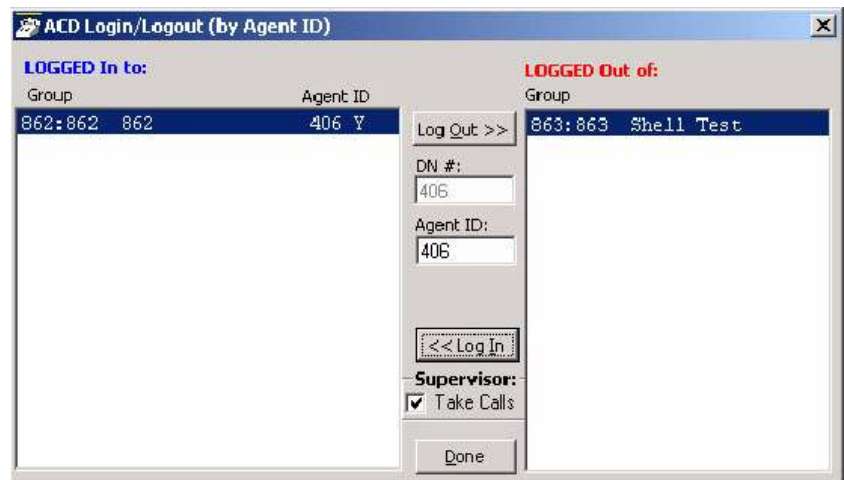 ACD Login/Logout (by Agent ID)
LOGGED In to:
Group Agent ID
862:862 862 406 Y
Log Out >>
DN #:
406
Agent ID:
406
<< Log In
Supervisor:
Take Calls
Done
LOGGED Out of:
Group
863:863 Shell Test